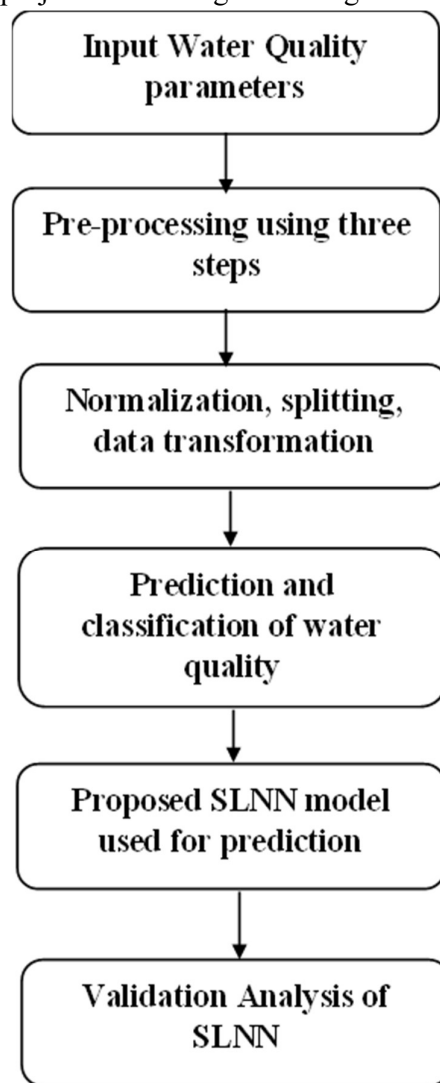 Input Water Quality
parameters
Pre-processing using three
steps
Normalization, splitting,
data transformation
Prediction and
classification of water
quality
Proposed SLNN model
used for prediction
Validation Analysis of
SLNN